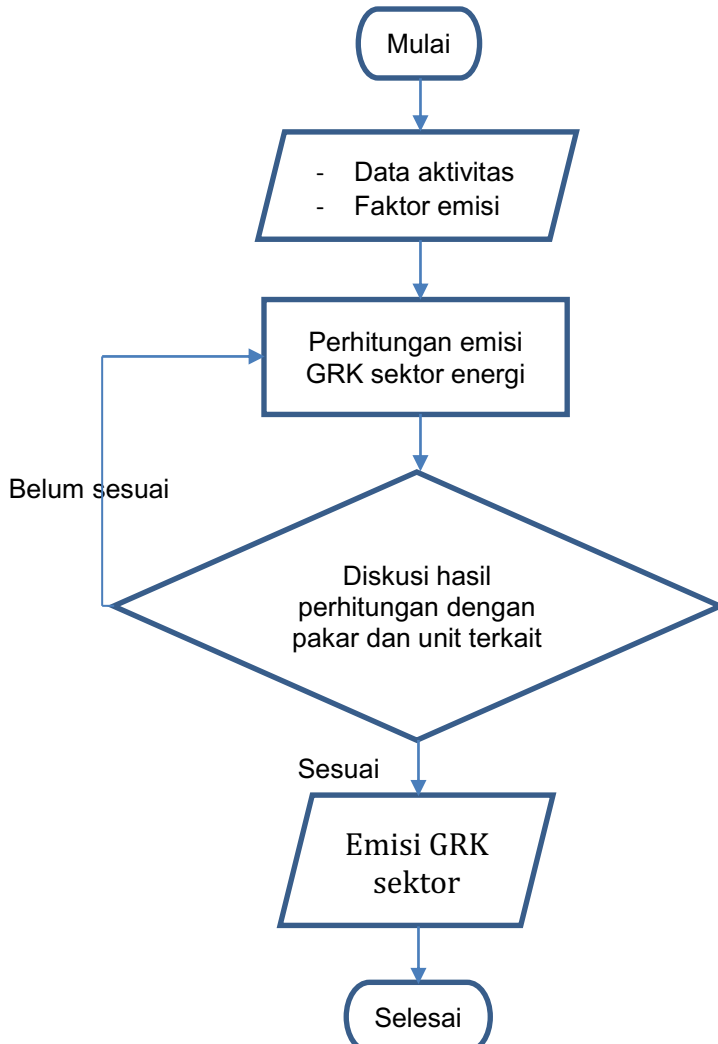 Mulai
- Data aktivitas
- Faktor emisi
Perhitungan emisi
GRK sektor energi
Belum sesuai
Diskusi hasil
perhitungan dengan
pakar dan unit terkait
Sesuai
Emisi GRK
sektor
Selesai